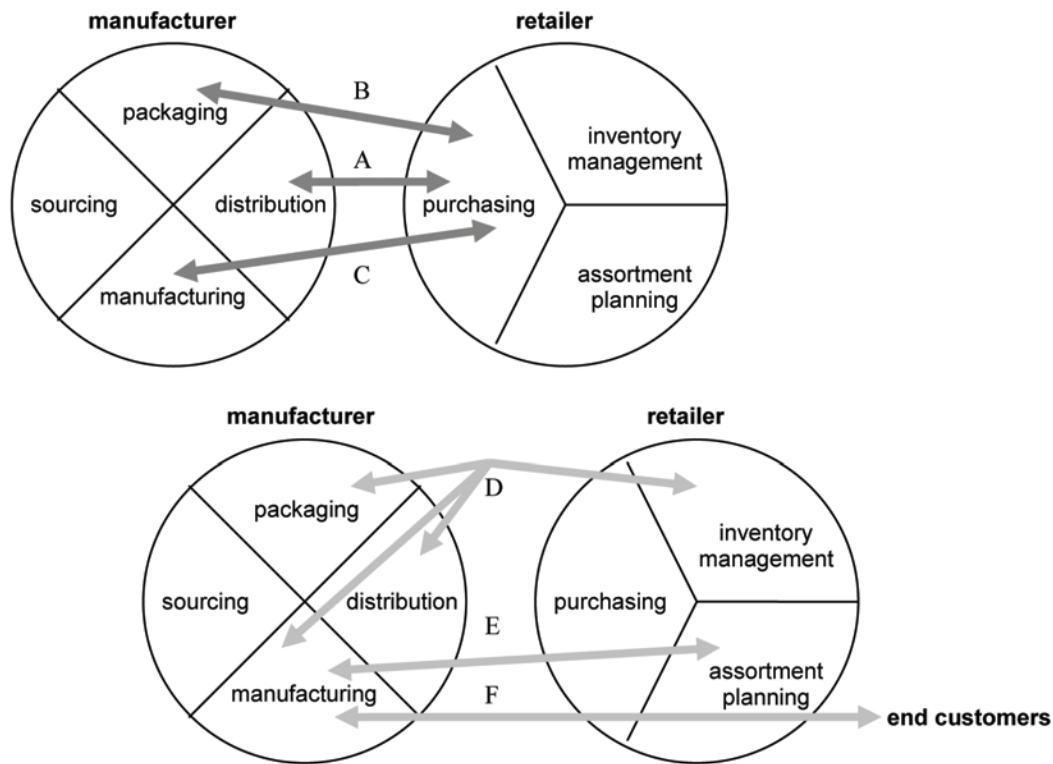 manufacturer
retailer
B
packaging
inventory
management
A
sourcing
distribution
purchasing
C
manufacturing
assortment
planning
manufacturer
retailer
D
packaging
inventory
management
sourcing
distribution
purchasing
E
manufacturing
F
assortment
planning
end customers